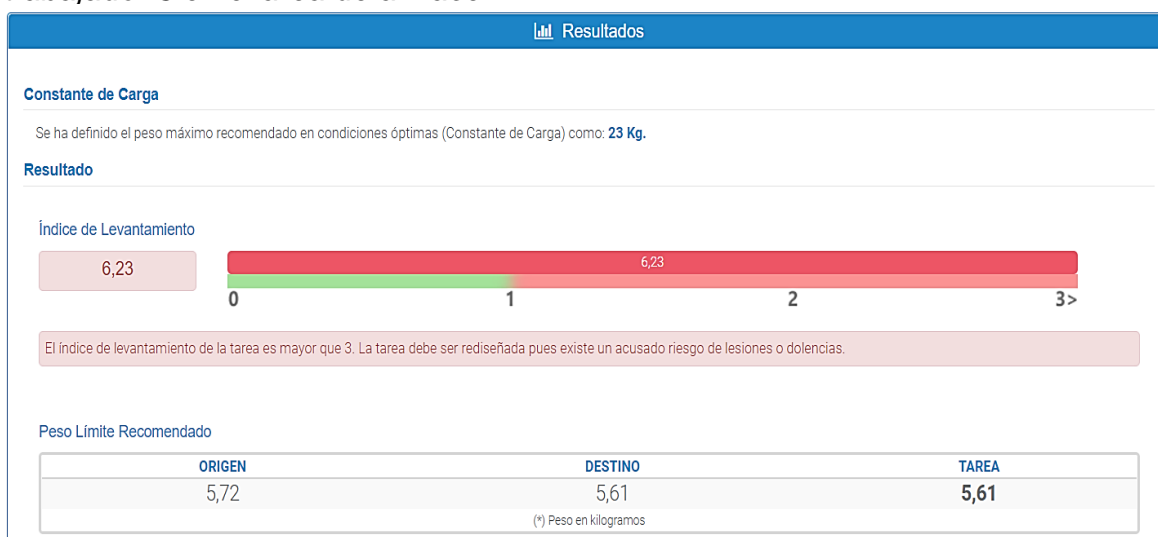 Resultados
Constante de Carga
Se ha definido el peso máximo recomendado en condiciones óptimas (Constante de Carga) como: 23 Kg.
Resultado
Índice de Levantamiento
6,23
6,23
0 1 2 3>
El índice de levantamiento de la tarea es mayor que 3. La tarea debe ser rediseñada pues existe un acusado riesgo de lesiones o dolencias.
Peso Límite Recomendado
ORIGEN DESTINO TAREA
5,72 5,61 5,61
(*) Peso en kilogramos